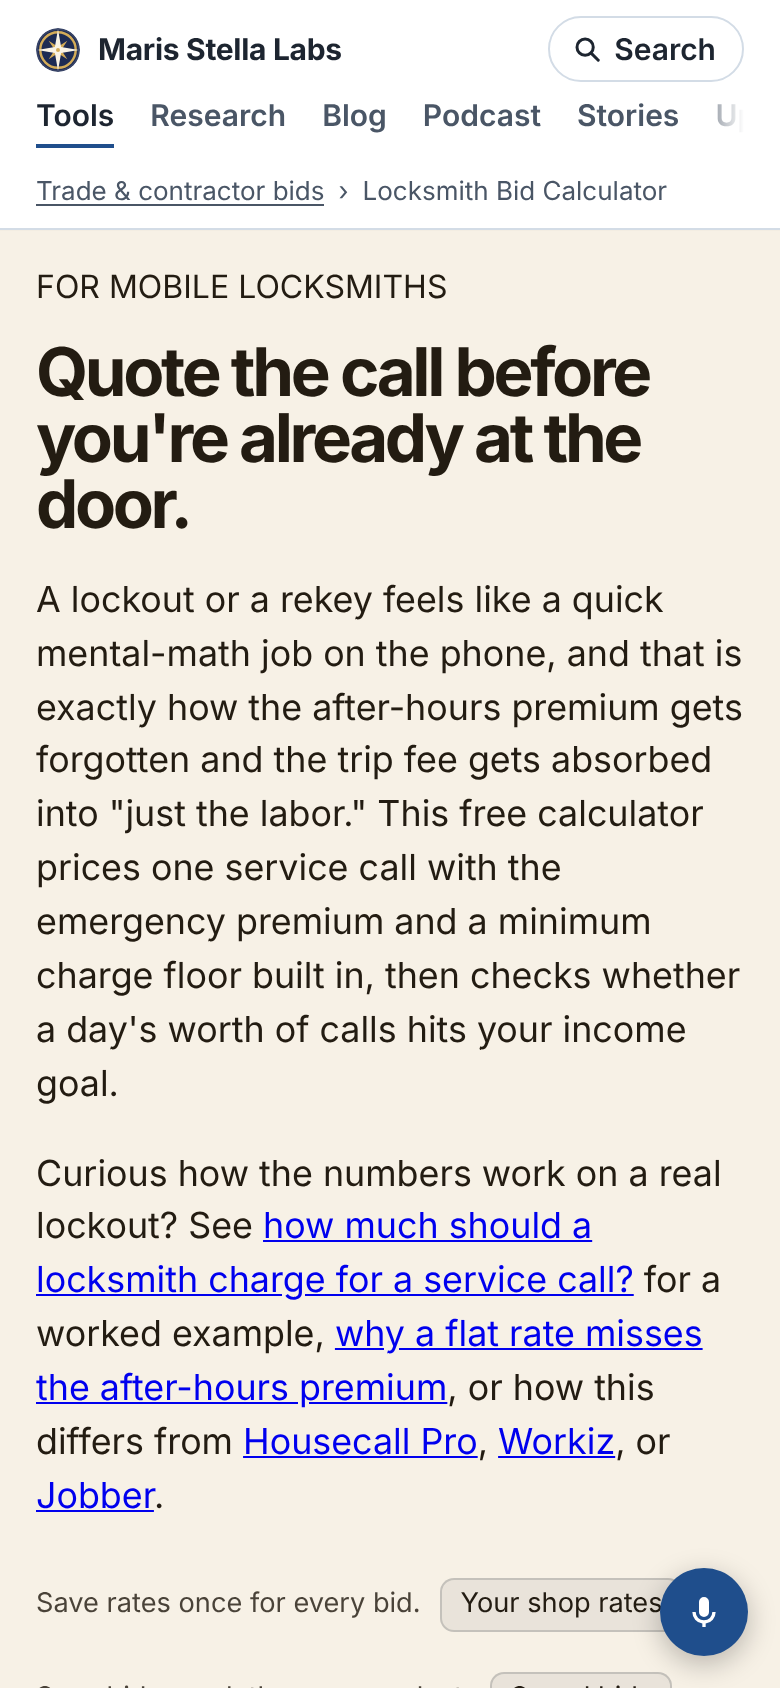 Maris Stella Labs
Search
Tools Research Blog Podcast Stories
Trade & contractor bids › Locksmith Bid Calculator
FOR MOBILE LOCKSMITHS
Quote the call before
you're already at the
door.
A lockout or a rekey feels like a quick
mental-math job on the phone, and that is
exactly how the after-hours premium gets
forgotten and the trip fee gets absorbed
into "just the labor." This free calculator
prices one service call with the
emergency premium and a minimum
charge floor built in, then checks whether
a day's worth of calls hits your income
goal.
Curious how the numbers work on a real
lockout? See how much should a
locksmith charge for a service call? for a
worked example, why a flat rate misses
the after-hours premium, or how this
differs from Housecall Pro, Workiz, or
Jobber.
Save rates once for every bid. Your shop rates